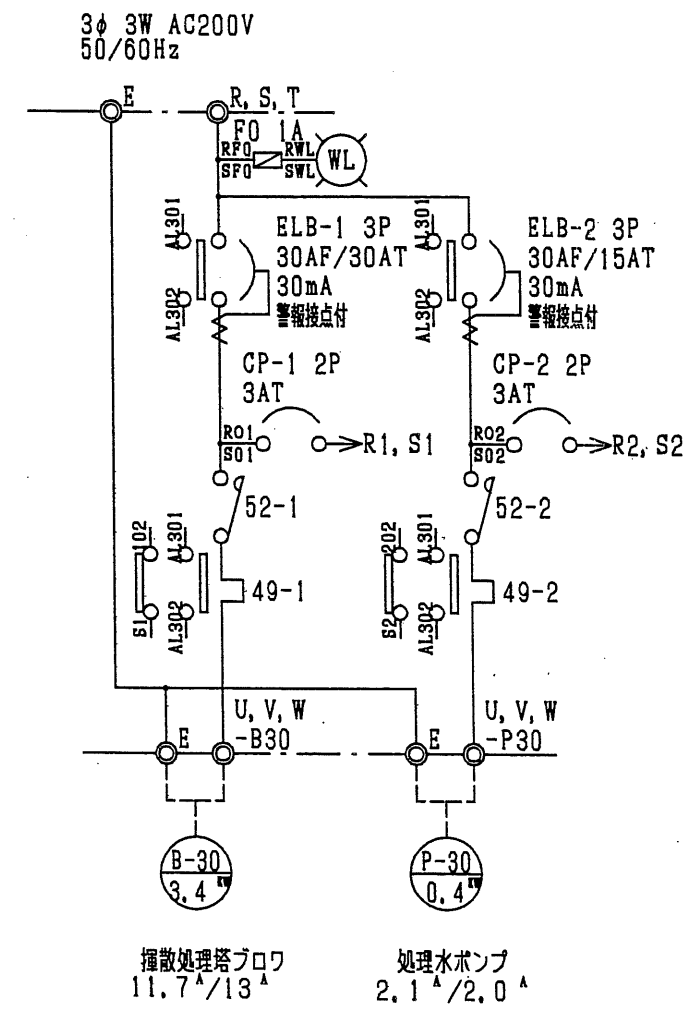 3φ 3W AC200V
50/60Hz
E
R, S, T
F0 1A
RF0
SF0
RWL
SWL
WL
AL301
AL302
ELB-1 3P
30AF/30AT
30mA
警報接点付
AL301
AL302
ELB-2 3P
30AF/15AT
30mA
警報接点付
CP-1 2P
3AT
R01
S01
R1, S1
CP-2 2P
3AT
R02
S02
R2, S2
52-1
52-2
102
S1
AL301
AL302
49-1
202
S2
AL301
AL302
49-2
U, V, W
-B30
E
U, V, W
-P30
E
B-30
3.4 KW
P-30
0.4 KW
揮散処理塔ブロワ
11.7A/13A
処理水ポンプ
2.1A/2.0A